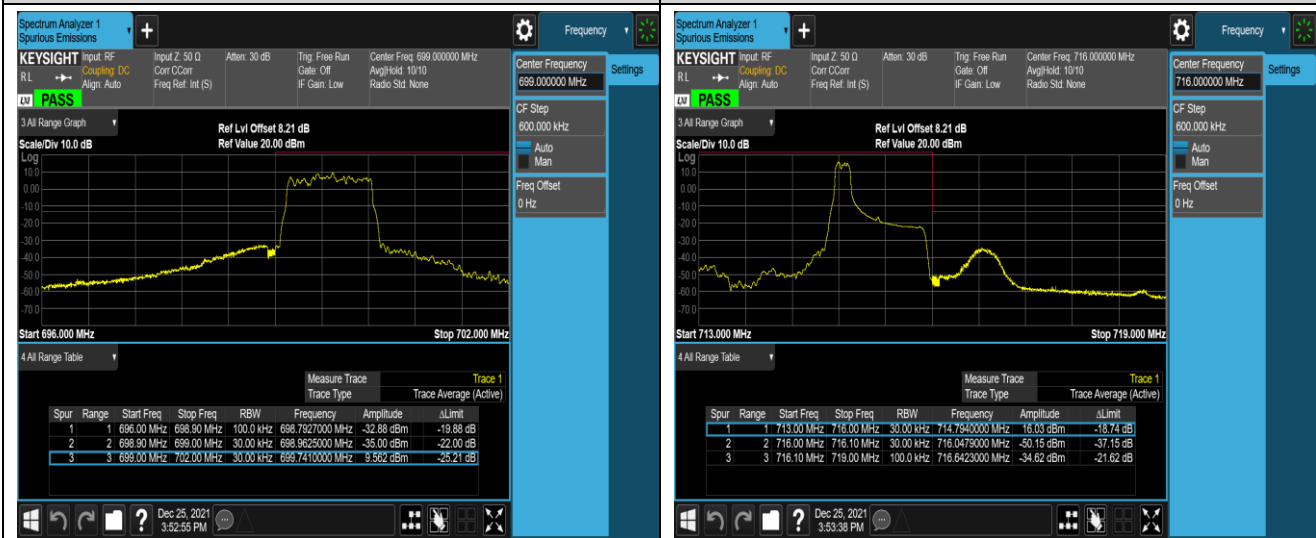 Spectrum Analyzer 1
Spurious Emissions
+
Frequency
KEYSIGHT Input: RF Input Z: 50 Ω Atten: 30 dB Trig: Free Run Center Freq: 699.000000 MHz
RL Coupling: DC Corr CCorr Gate: Off Avg|Hold: 10/10
Align: Auto Freq Ref: Int (S) IF Gain: Low Radio Std: None
LXI PASS
Center Frequency
699.000000 MHz
Settings
CF Step
600.000 kHz
Auto
Man
Freq Offset
0 Hz
3 All Range Graph
Ref Lvl Offset 8.21 dB
Scale/Div 10.0 dB Ref Value 20.00 dBm
Log
10.0
0.00
-10.0
-20.0
-30.0
-40.0
-50.0
-60.0
-70.0
Start 696.000 MHz Stop 702.000 MHz
4 All Range Table
Measure Trace Trace 1
Trace Type Trace Average (Active)
Spur Range Start Freq Stop Freq RBW Frequency Amplitude ΔLimit
1 1 696.00 MHz 698.90 MHz 100.0 kHz 698.7927000 MHz -32.88 dBm -19.88 dB
2 2 698.90 MHz 699.00 MHz 30.00 kHz 698.9625000 MHz -35.00 dBm -22.00 dB
3 3 699.00 MHz 702.00 MHz 30.00 kHz 699.7410000 MHz 9.562 dBm -25.21 dB
?
Dec 25, 2021
3:52:55 PM
Spectrum Analyzer 1
Spurious Emissions
+
Frequency
KEYSIGHT Input: RF Input Z: 50 Ω Atten: 30 dB Trig: Free Run Center Freq: 716.000000 MHz
RL Coupling: DC Corr CCorr Gate: Off Avg|Hold: 10/10
Align: Auto Freq Ref: Int (S) IF Gain: Low Radio Std: None
LXI PASS
Center Frequency
716.000000 MHz
Settings
CF Step
600.000 kHz
Auto
Man
Freq Offset
0 Hz
3 All Range Graph
Ref Lvl Offset 8.21 dB
Scale/Div 10.0 dB Ref Value 20.00 dBm
Log
10.0
0.00
-10.0
-20.0
-30.0
-40.0
-50.0
-60.0
-70.0
Start 713.000 MHz Stop 719.000 MHz
4 All Range Table
Measure Trace Trace 1
Trace Type Trace Average (Active)
Spur Range Start Freq Stop Freq RBW Frequency Amplitude ΔLimit
1 1 713.00 MHz 716.00 MHz 30.00 kHz 714.7940000 MHz 16.03 dBm -18.74 dB
2 2 716.00 MHz 716.10 MHz 30.00 kHz 716.0479000 MHz -50.15 dBm -37.15 dB
3 3 716.10 MHz 719.00 MHz 100.0 kHz 716.6423000 MHz -34.62 dBm -21.62 dB
?
Dec 25, 2021
3:53:38 PM